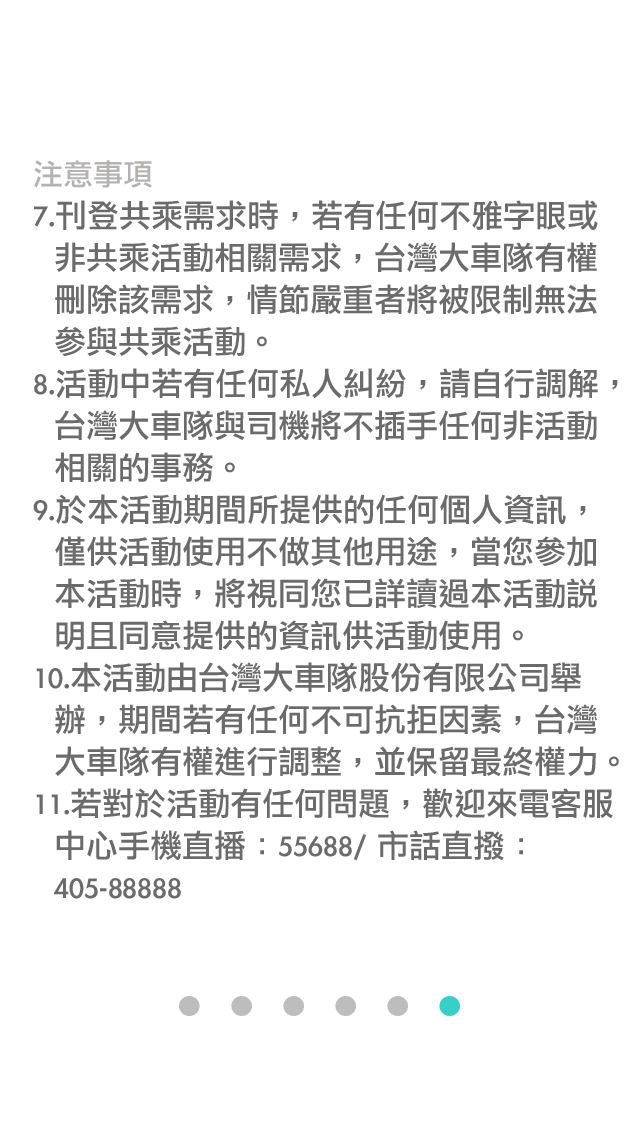 注意事項
7.刊登共乘需求時，若有任何不雅字眼或
非共乘活動相關需求，台灣大車隊有權
刪除該需求，情節嚴重者將被限制無法
參與共乘活動。
8.活動中若有任何私人糾紛，請自行調解，
台灣大車隊與司機將不插手任何非活動
相關的事務。
9.於本活動期間所提供的任何個人資訊，
僅供活動使用不做其他用途，當您參加
本活動時，將視同您已詳讀過本活動說
明且同意提供的資訊供活動使用。
10.本活動由台灣大車隊股份有限公司舉
辦，期間若有任何不可抗拒因素，台灣
大車隊有權進行調整，並保留最終權力。
11.若對於活動有任何問題，歡迎來電客服
中心手機直播：55688/ 市話直撥：
405-88888